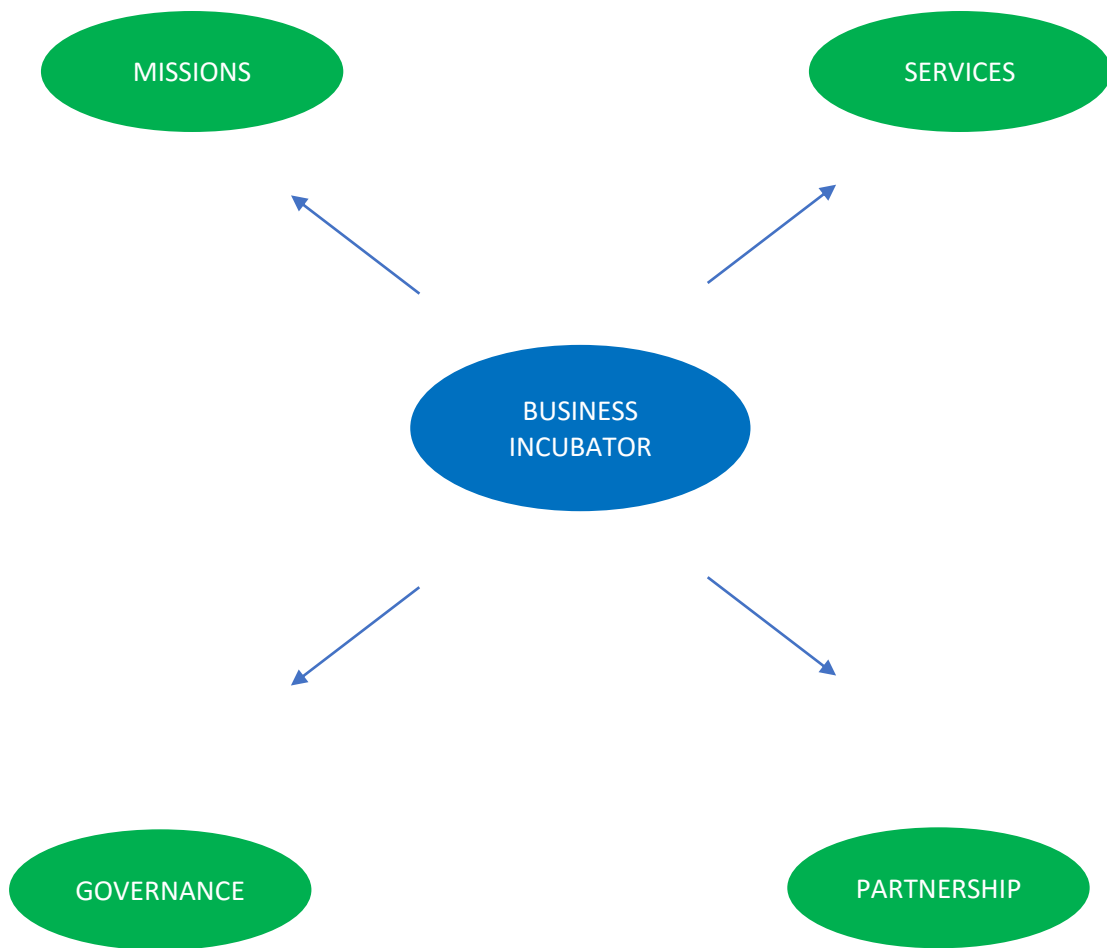 MISSIONS
SERVICES
BUSINESS
INCUBATOR
GOVERNANCE
PARTNERSHIP